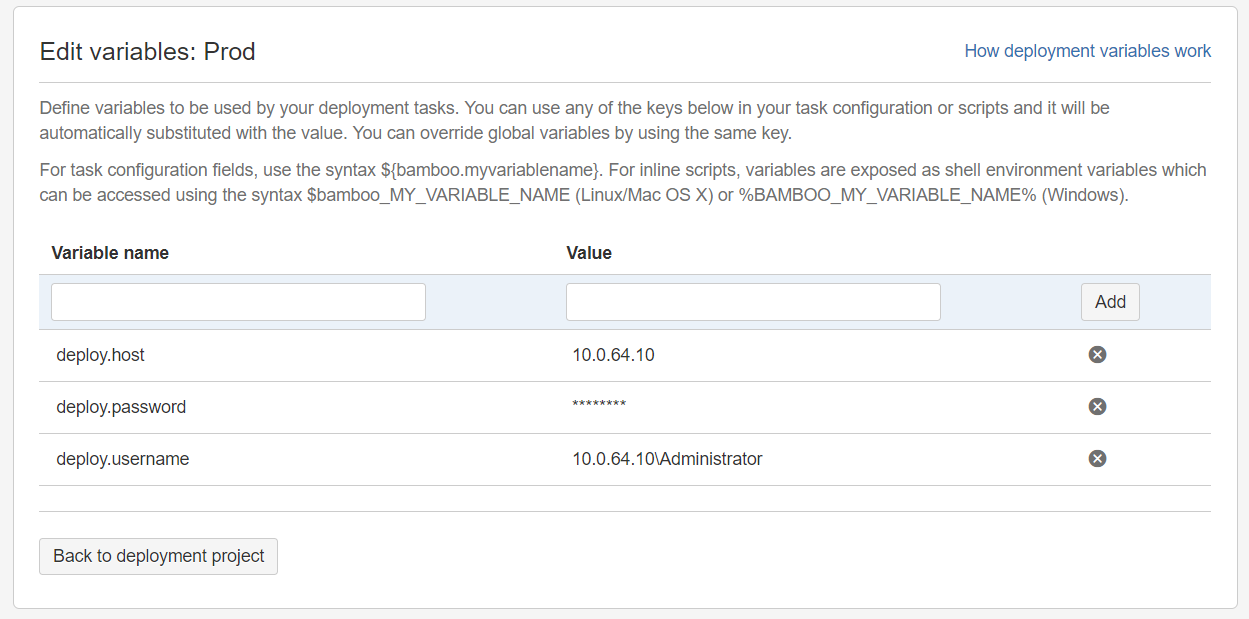 Edit variables: Prod
How deployment variables work
Define variables to be used by your deployment tasks. You can use any of the keys below in your task configuration or scripts and it will be
automatically substituted with the value. You can override global variables by using the same key.
For task configuration fields, use the syntax ${bamboo.myvariablename}. For inline scripts, variables are exposed as shell environment variables which
can be accessed using the syntax $bamboo_MY_VARIABLE_NAME (Linux/Mac OS X) or %BAMBOO_MY_VARIABLE_NAME% (Windows).
Variable name Value
Add
deploy.host 10.0.64.10
deploy.password ********
deploy.username 10.0.64.10\Administrator
Back to deployment project